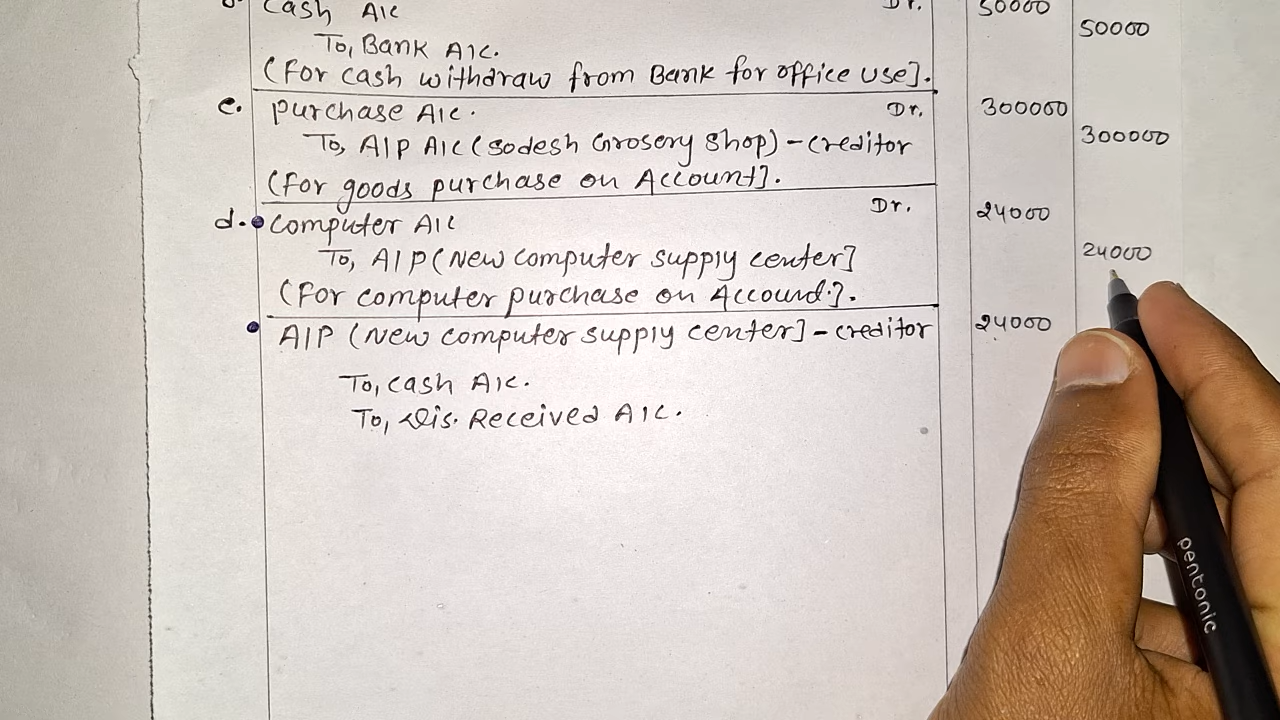 Cash A/c Dr. 50000
To, Bank A/c. 50000
(For cash withdraw from Bank for office use].
c. purchase A/c. Dr. 300000
To, A/P A/c (Sodesh Grosery Shop) - creditor 300000
(For goods purchase on Account].
d. computer A/c Dr. 24000
To, A/P (New computer supply center] 24000
(For computer purchase on Accound.].
A/P (New computer supply center] - creditor 24000
To, cash A/c.
To, Dis. Received A/c.
pentonic